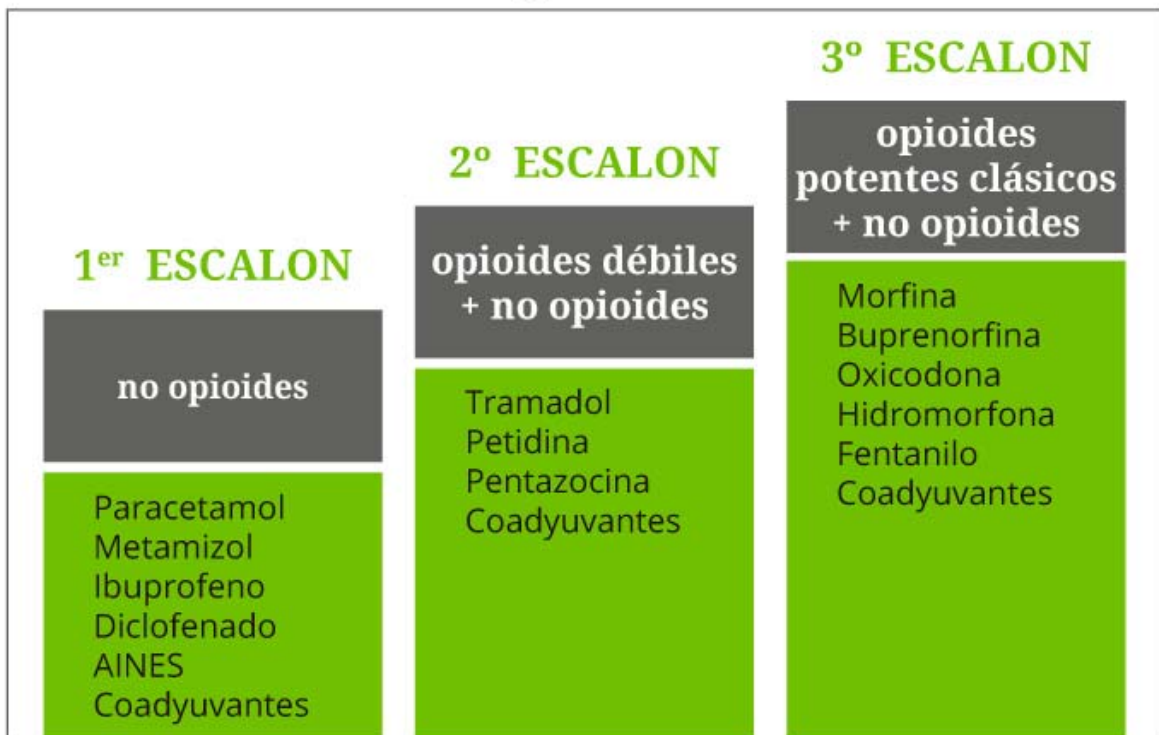 1er ESCALON
no opioides
Paracetamol
Metamizol
Ibuprofeno
Diclofenado
AINES
Coadyuvantes
2º ESCALON
opioides débiles
+ no opioides
Tramadol
Petidina
Pentazocina
Coadyuvantes
3º ESCALON
opioides
potentes clásicos
+ no opioides
Morfina
Buprenorfina
Oxicodona
Hidromorfona
Fentanilo
Coadyuvantes